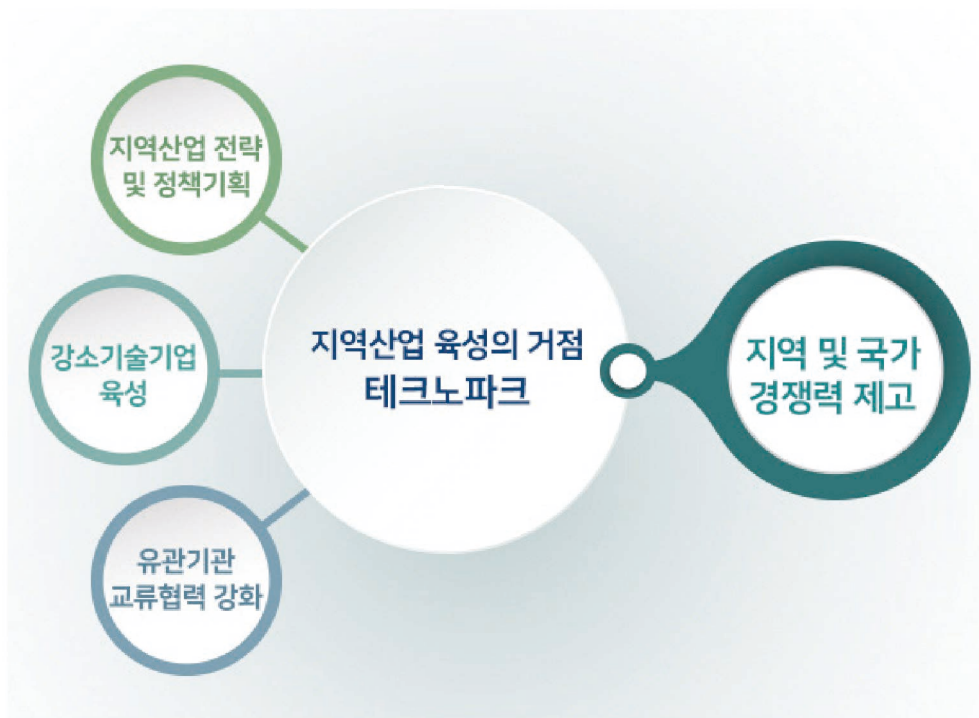 지역산업 전략
및 정책기획
강소기술기업
육성
유관기관
교류협력 강화
지역산업 육성의 거점
테크노파크
지역 및 국가
경쟁력 제고